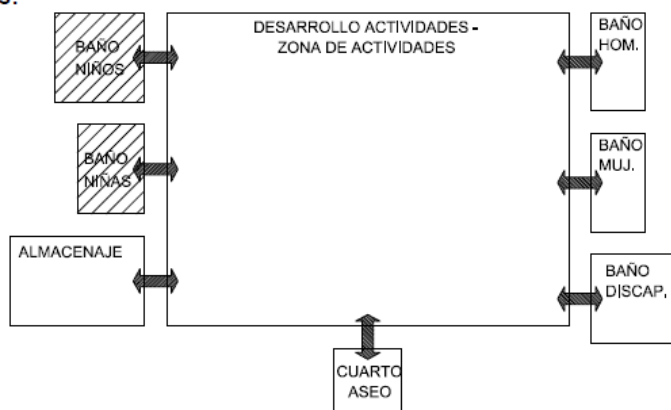 DESARROLLO ACTIVIDADES -
ZONA DE ACTIVIDADES
BAÑO
NIÑOS
BAÑO
NIÑAS
ALMACENAJE
BAÑO
HOM.
BAÑO
MUJ.
BAÑO
DISCAP.
CUARTO
ASEO